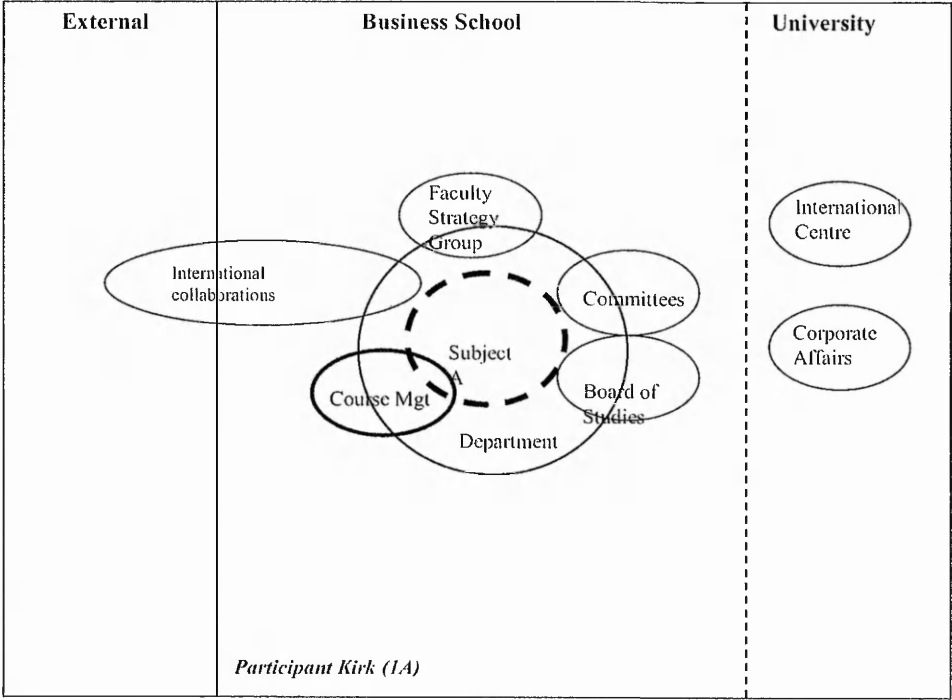 External
Business School
University
Faculty
Strategy
Group
International
Centre
International
collaborations
Committees
Corporate
Affairs
Subject
A
Course Mgt
Board of
Studies
Department
Participant Kirk (1A)